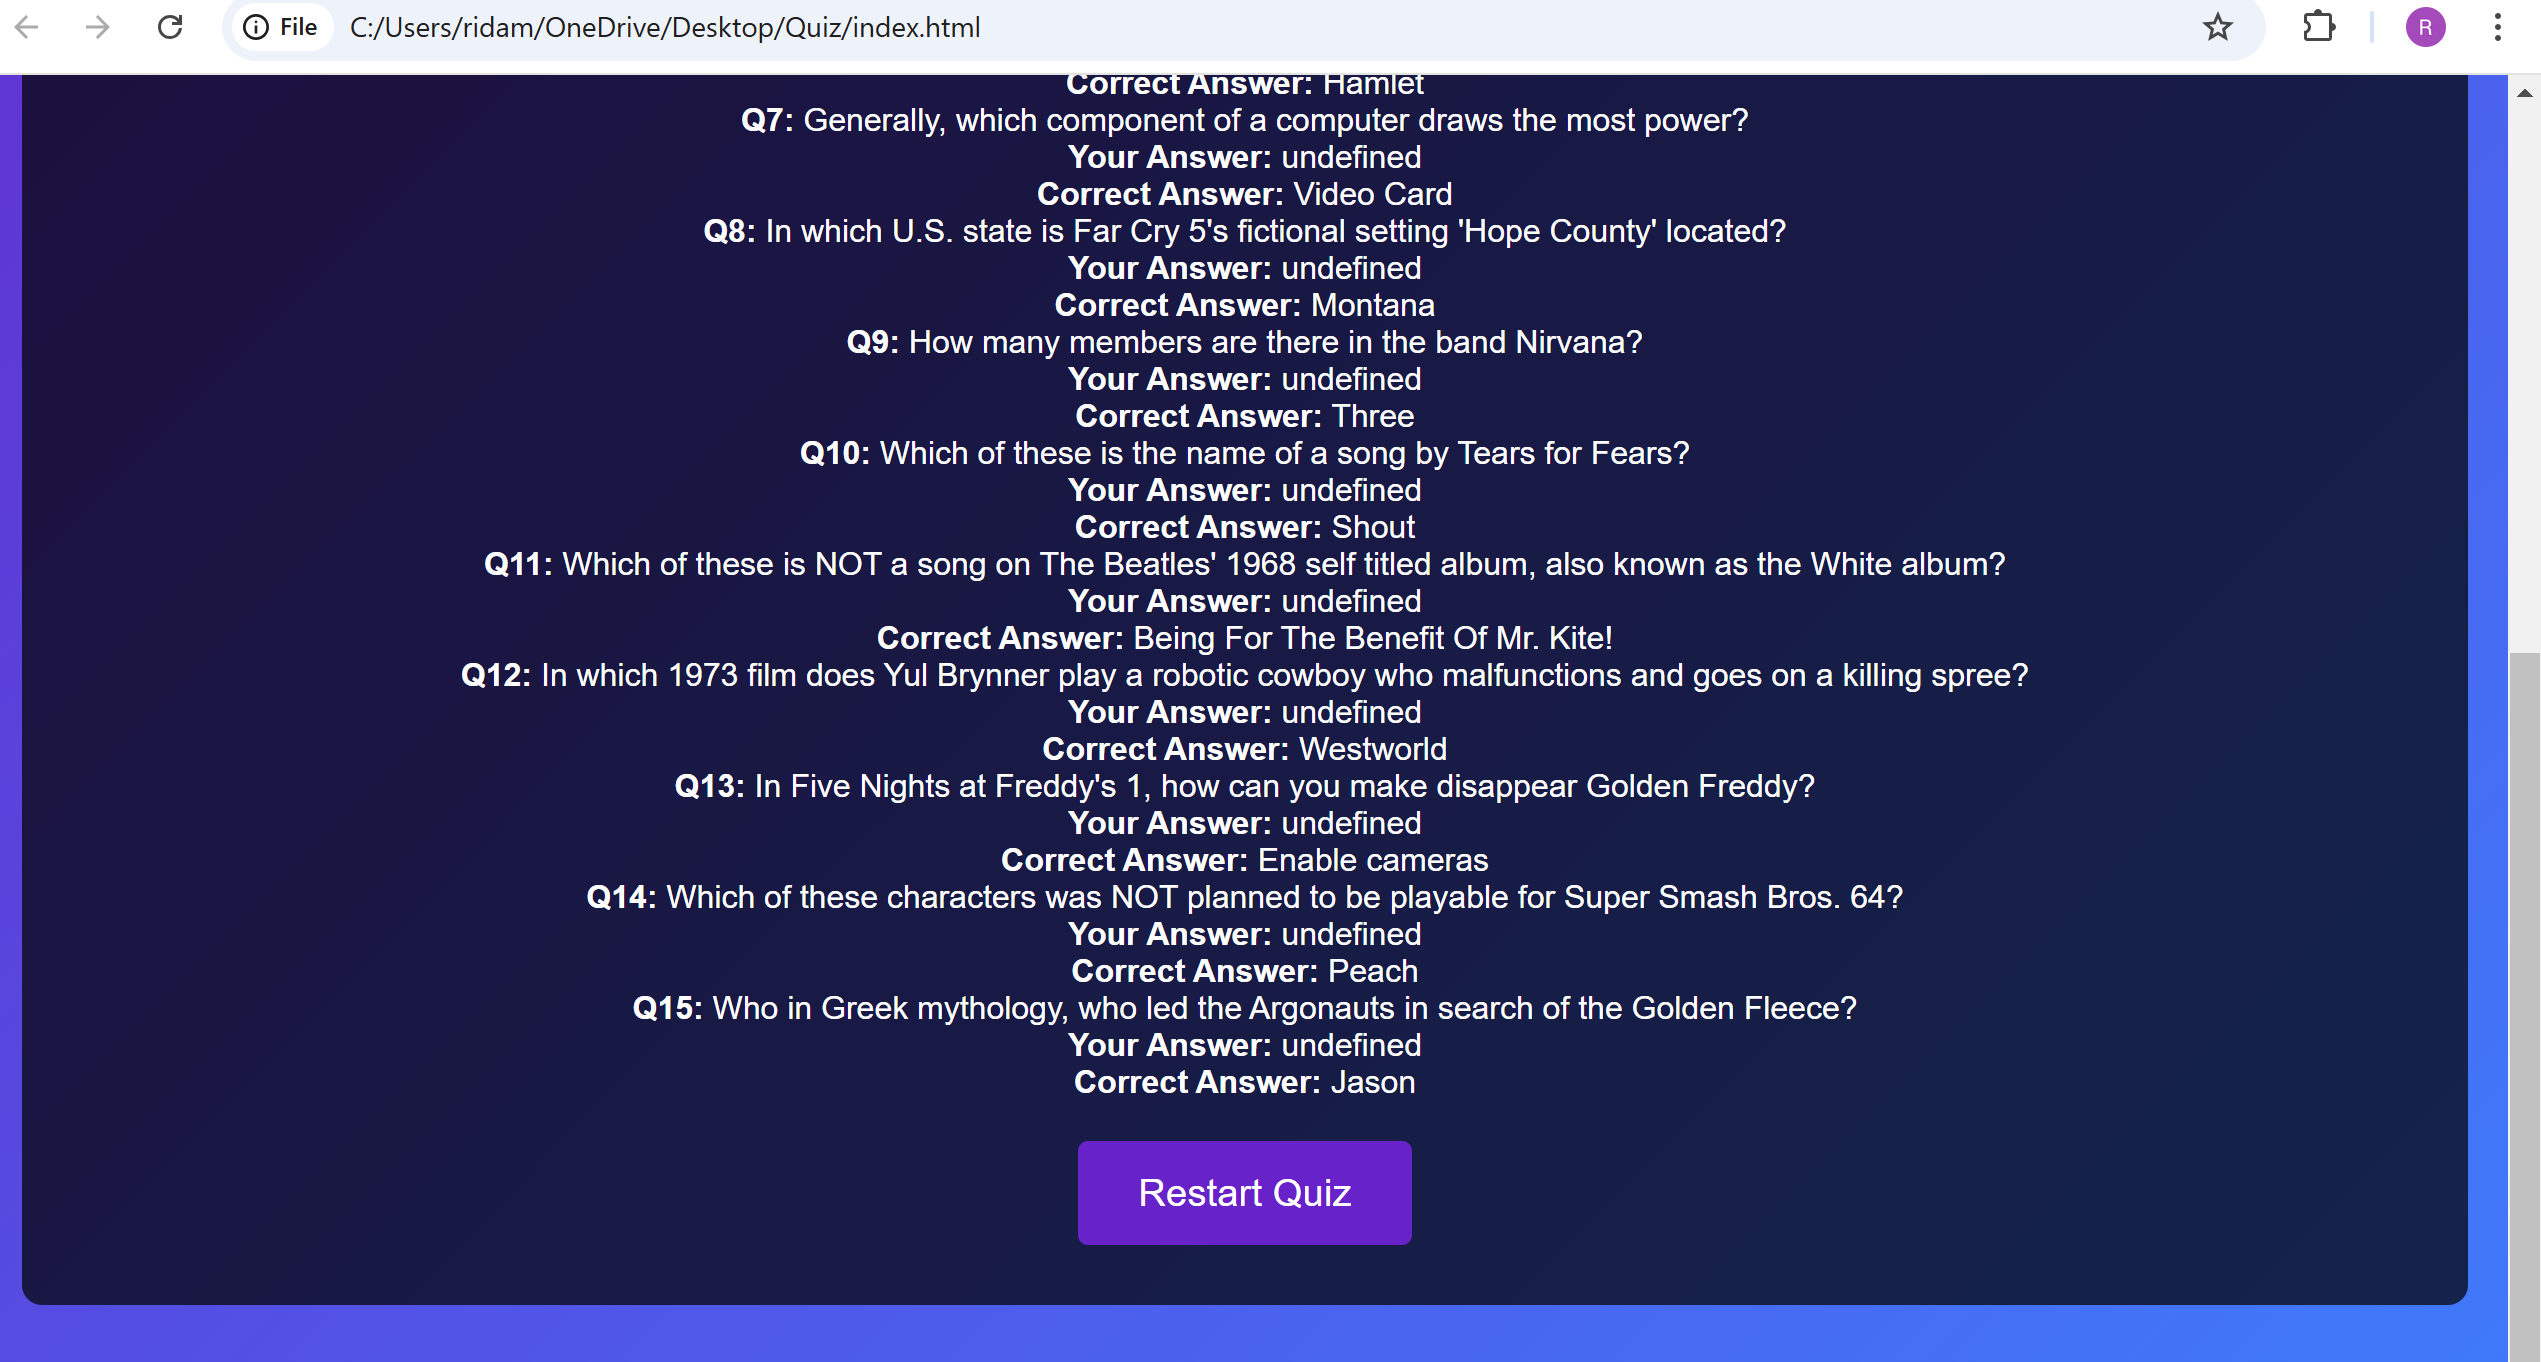 File
C:/Users/ridam/OneDrive/Desktop/Quiz/index.html
R
Correct Answer: Hamlet
Q7: Generally, which component of a computer draws the most power?
Your Answer: undefined
Correct Answer: Video Card
Q8: In which U.S. state is Far Cry 5's fictional setting 'Hope County' located?
Your Answer: undefined
Correct Answer: Montana
Q9: How many members are there in the band Nirvana?
Your Answer: undefined
Correct Answer: Three
Q10: Which of these is the name of a song by Tears for Fears?
Your Answer: undefined
Correct Answer: Shout
Q11: Which of these is NOT a song on The Beatles' 1968 self titled album, also known as the White album?
Your Answer: undefined
Correct Answer: Being For The Benefit Of Mr. Kite!
Q12: In which 1973 film does Yul Brynner play a robotic cowboy who malfunctions and goes on a killing spree?
Your Answer: undefined
Correct Answer: Westworld
Q13: In Five Nights at Freddy's 1, how can you make disappear Golden Freddy?
Your Answer: undefined
Correct Answer: Enable cameras
Q14: Which of these characters was NOT planned to be playable for Super Smash Bros. 64?
Your Answer: undefined
Correct Answer: Peach
Q15: Who in Greek mythology, who led the Argonauts in search of the Golden Fleece?
Your Answer: undefined
Correct Answer: Jason
Restart Quiz